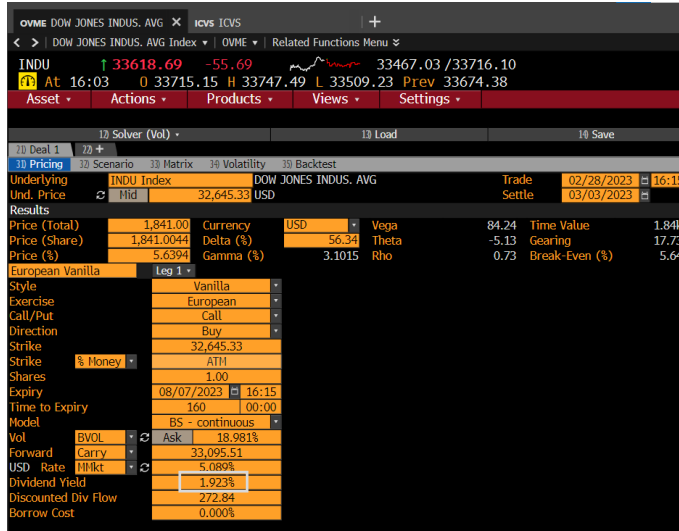 OVME DOW JONES INDUS. AVG X ICVS ICVS +
< > DOW JONES INDUS. AVG Index ▾ OVME ▾ Related Functions Menu
INDU ↑ 33618.69 -55.69 33467.03 /33716.10
At 16:03 O 33715.15 H 33747.49 L 33509.23 Prev 33674.38
Asset ▾ Actions ▾ Products ▾ Views ▾ Settings ▾
12) Solver (Vol) ▾ 13) Load 14) Save
21) Deal 1 22) +
31) Pricing 32) Scenario 33) Matrix 34) Volatility 35) Backtest
Underlying INDU Index DOW JONES INDUS. AVG Trade 02/28/2023 16:15
Und. Price Mid 32,645.33 USD Settle 03/03/2023
Results
Price (Total) 1,841.00 Currency USD Vega 84.24 Time Value 1.84k
Price (Share) 1,841.0044 Delta (%) 56.34 Theta -5.13 Gearing 17.73
Price (%) 5.6394 Gamma (%) 3.1015 Rho 0.73 Break-Even (%) 5.64
European Vanilla Leg 1 ▾
Style Vanilla
Exercise European
Call/Put Call
Direction Buy
Strike 32,645.33
Strike % Money ATM
Shares 1.00
Expiry 08/07/2023 16:15
Time to Expiry 160 00:00
Model BS - continuous
Vol BVOL Ask 18.981%
Forward Carry 33,095.51
USD Rate MMkt 5.089%
Dividend Yield 1.923%
Discounted Div Flow 272.84
Borrow Cost 0.000%